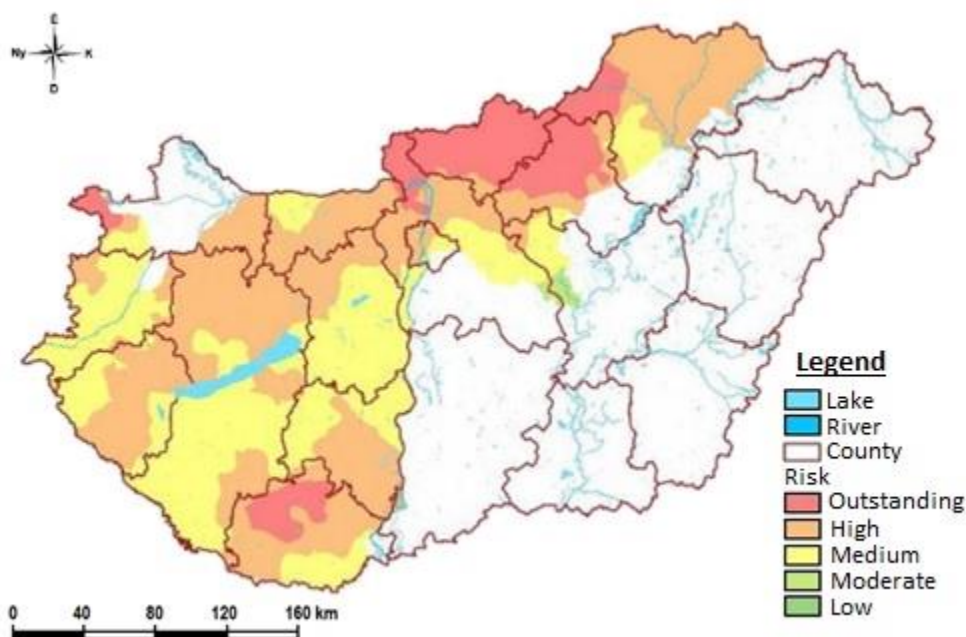 É
Ny K
D
Legend
Lake
River
County
Risk
Outstanding
High
Medium
Moderate
Low
0 40 80 120 160 km